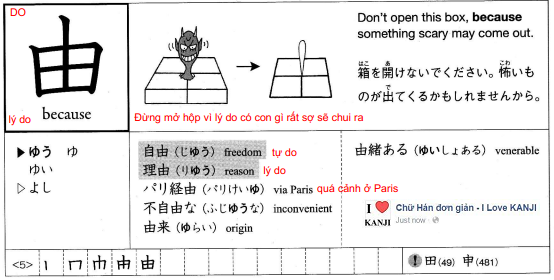 DO
由
lý do because
Don't open this box, because
something scary may come out.
箱を開けないでください。怖いも
はこ あ こわ
のが出てくるかもしれませんから。
で
Đừng mở hộp vì lý do có con gì rất sợ sẽ chui ra
▶ゆう ゆ
ゆい
▷よし
自由（じゆう） freedom tự do
理由（りゆう） reason lý do
パリ経由（パリけいゆ） via Paris quá cảnh ở Paris
不自由な（ふじゆうな） inconvenient
由来（ゆらい） origin
由緒ある（ゆいしょある） venerable
I ❤ KANJI
Chữ Hán đơn giản - I Love KANJI
Just now
<5>
! 田(49) 申(481)